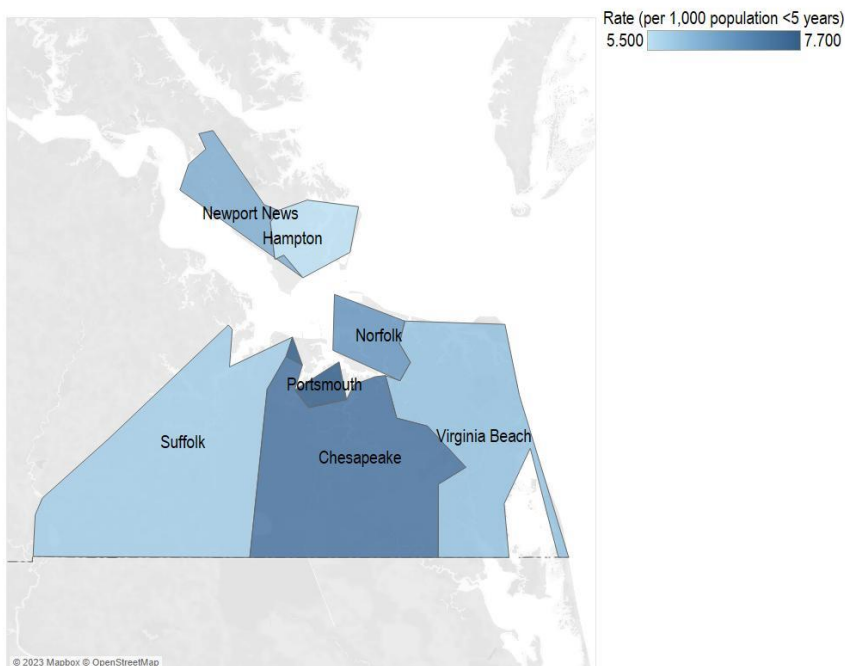 Rate (per 1,000 population <5 years)
5.500 7.700
Newport News
Hampton
Norfolk
Portsmouth
Suffolk
Virginia Beach
Chesapeake
© 2023 Mapbox © OpenStreetMap